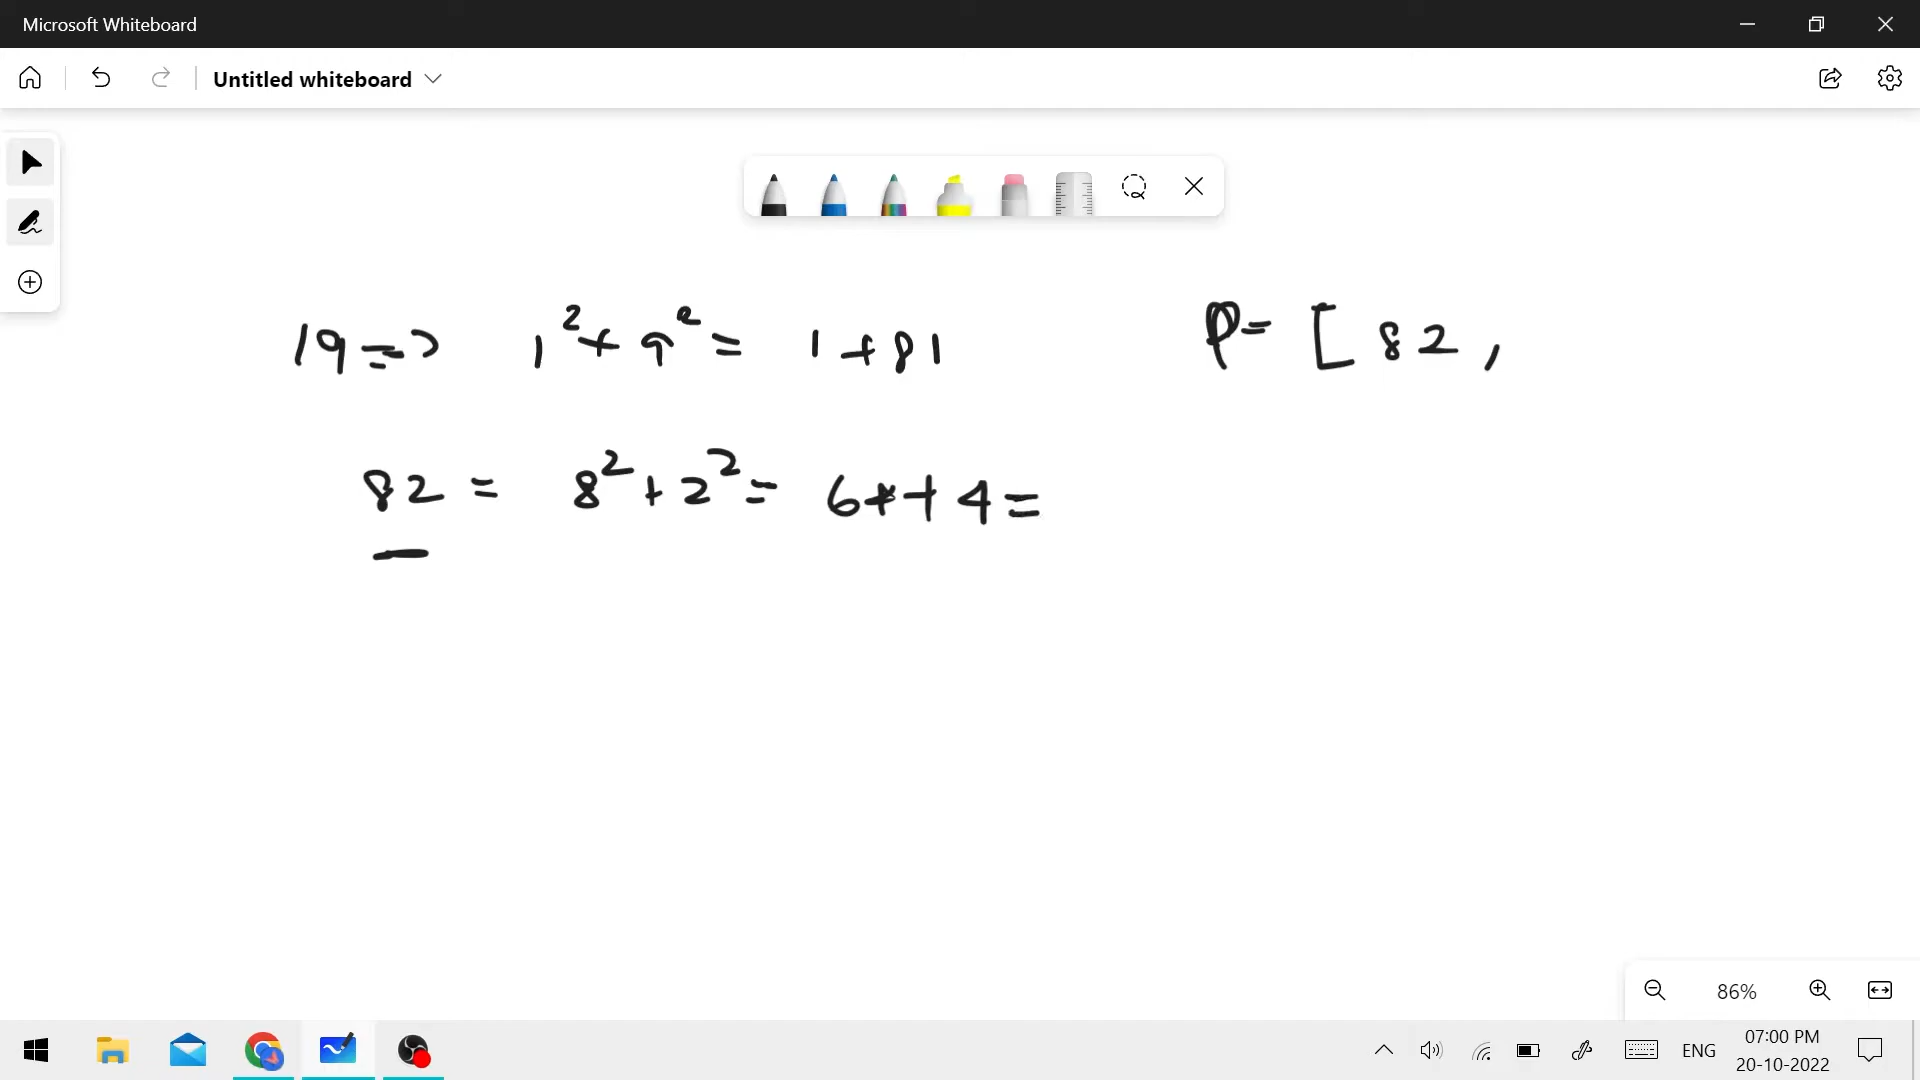 Microsoft Whiteboard
Untitled whiteboard
19 => 1² + 9² = 1 + 81
P = [ 82 ,
82 = 8² + 2² = 64 + 4 =
86%
ENG
07:00 PM
20-10-2022